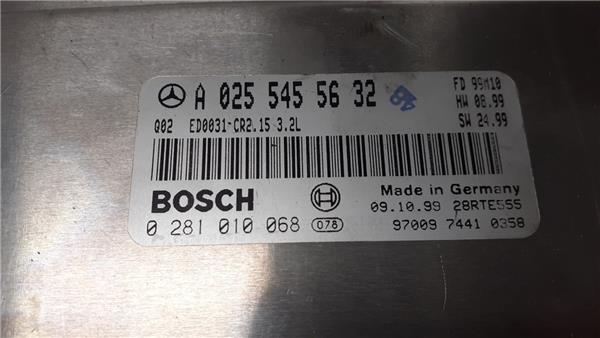 A 025 545 56 32
FD 99M10
HW 08.99
SW 24.99
Q02 ED0031-CR2.15 3.2L
BOSCH
Made in Germany
09.10.99 28RTE555
0 281 010 068 078
97009 7441 0358